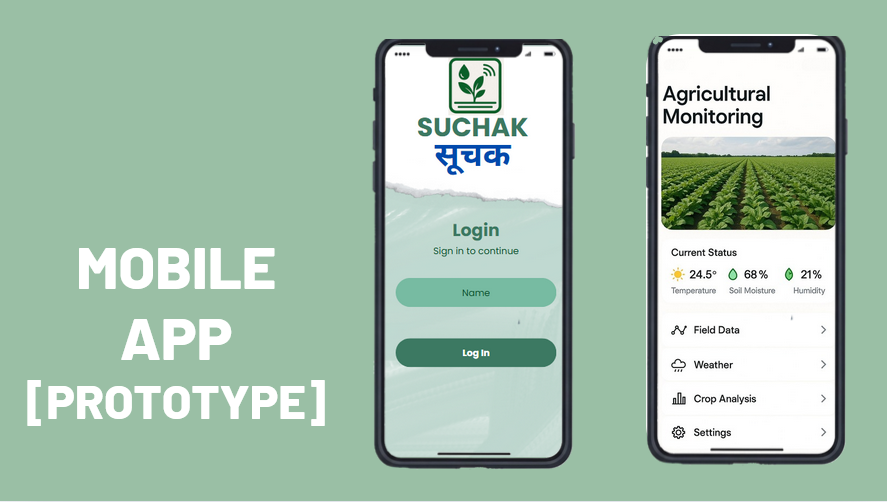 MOBILE
APP
[PROTOTYPE]
SUCHAK
सूचक
Login
Sign in to continue
Name
Log In
Agricultural
Monitoring
Current Status
24.5° 68% 21%
Temperature Soil Moisture Humidity
Field Data
Weather
Crop Analysis
Settings